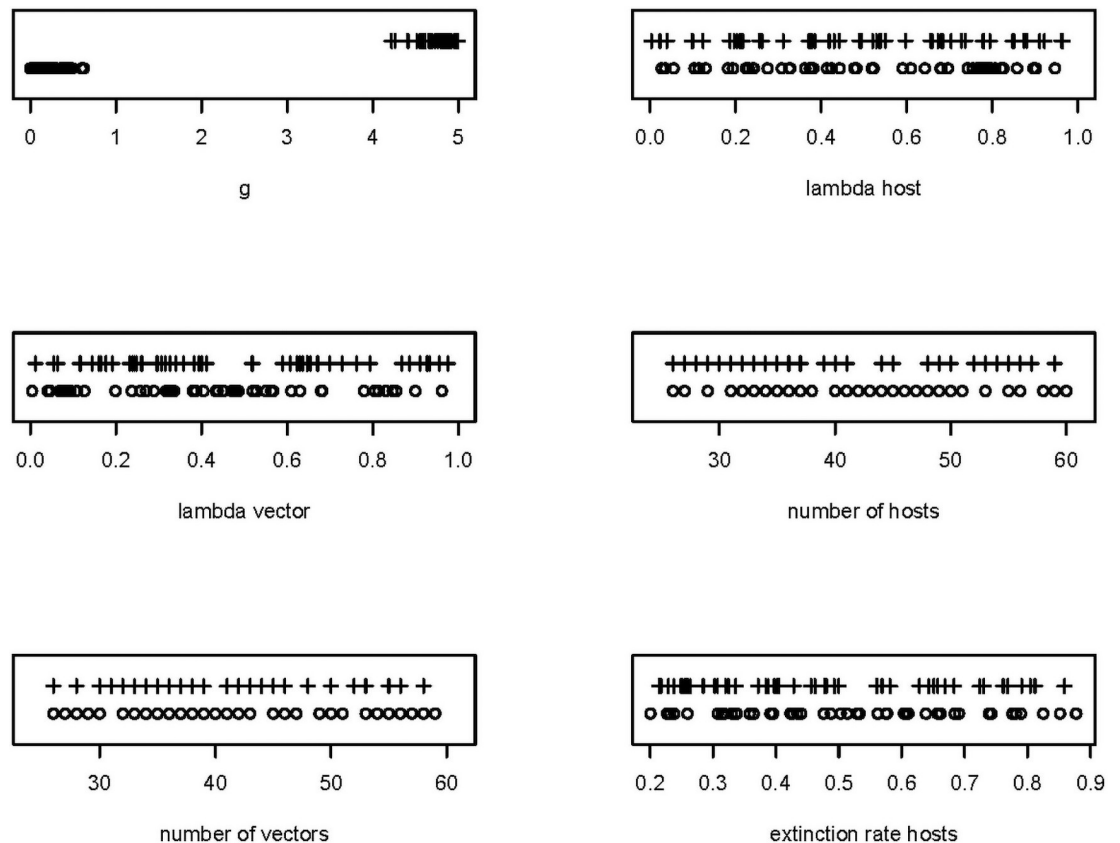 0 1 2 3 4 5
g
0.0 0.2 0.4 0.6 0.8 1.0
lambda host
0.0 0.2 0.4 0.6 0.8 1.0
lambda vector
30 40 50 60
number of hosts
30 40 50 60
number of vectors
0.2 0.3 0.4 0.5 0.6 0.7 0.8 0.9
extinction rate hosts